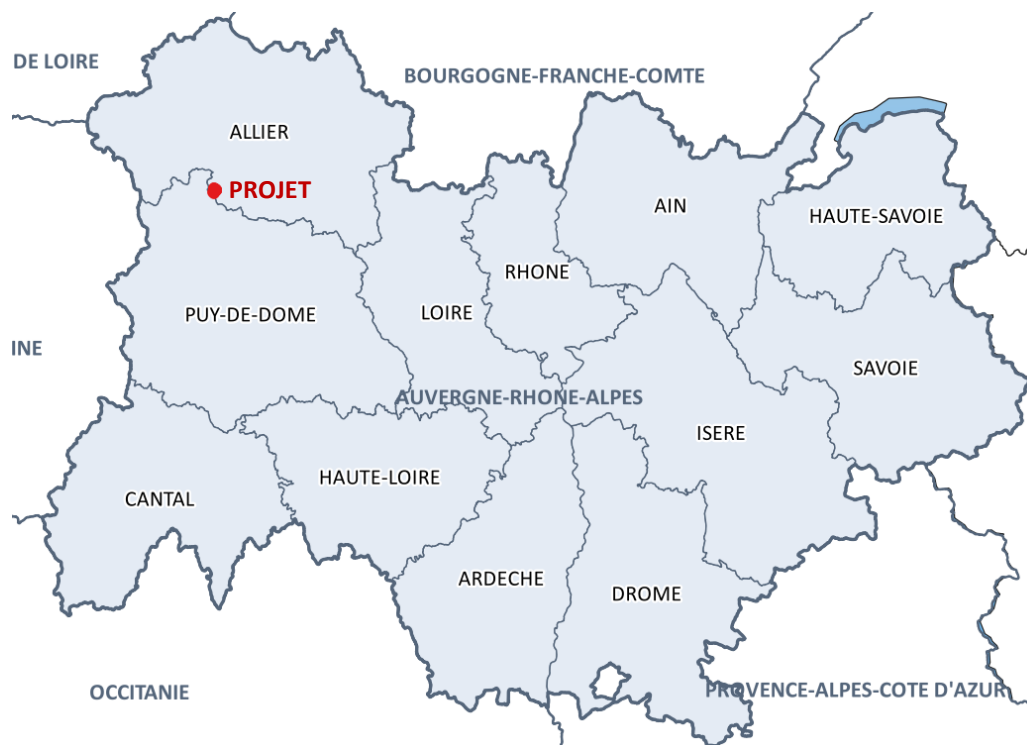 DE LOIRE
BOURGOGNE-FRANCHE-COMTE
ALLIER
PROJET
AIN
HAUTE-SAVOIE
RHONE
PUY-DE-DOME
LOIRE
INE
SAVOIE
AUVERGNE-RHONE-ALPES
ISERE
HAUTE-LOIRE
CANTAL
ARDECHE
DROME
OCCITANIE
PROVENCE-ALPES-COTE D'AZUR